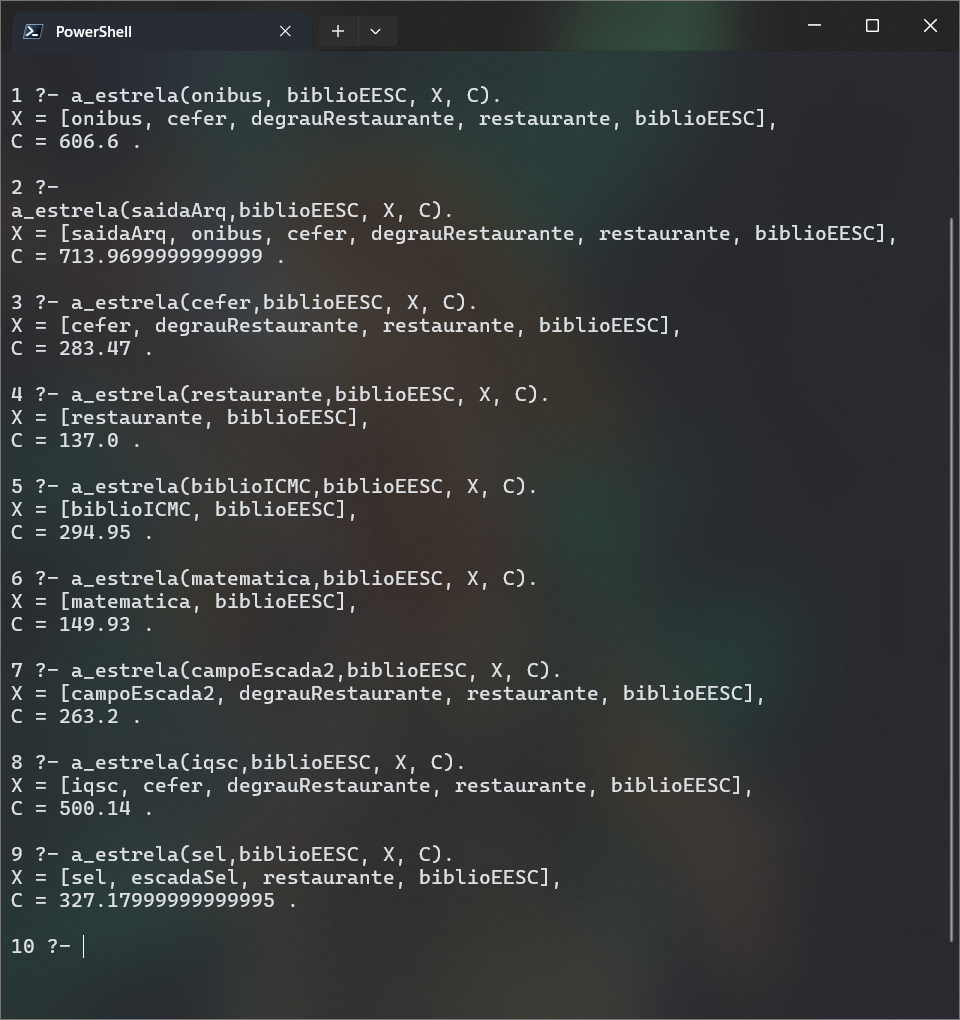 PowerShell
1 ?- a_estrela(onibus, biblioEESC, X, C).
X = [onibus, cefer, degrauRestaurante, restaurante, biblioEESC],
C = 606.6 .
2 ?-
a_estrela(saidaArq,biblioEESC, X, C).
X = [saidaArq, onibus, cefer, degrauRestaurante, restaurante, biblioEESC],
C = 713.9699999999999 .
3 ?- a_estrela(cefer,biblioEESC, X, C).
X = [cefer, degrauRestaurante, restaurante, biblioEESC],
C = 283.47 .
4 ?- a_estrela(restaurante,biblioEESC, X, C).
X = [restaurante, biblioEESC],
C = 137.0 .
5 ?- a_estrela(biblioICMC,biblioEESC, X, C).
X = [biblioICMC, biblioEESC],
C = 294.95 .
6 ?- a_estrela(matematica,biblioEESC, X, C).
X = [matematica, biblioEESC],
C = 149.93 .
7 ?- a_estrela(campoEscada2,biblioEESC, X, C).
X = [campoEscada2, degrauRestaurante, restaurante, biblioEESC],
C = 263.2 .
8 ?- a_estrela(iqsc,biblioEESC, X, C).
X = [iqsc, cefer, degrauRestaurante, restaurante, biblioEESC],
C = 500.14 .
9 ?- a_estrela(sel,biblioEESC, X, C).
X = [sel, escadaSel, restaurante, biblioEESC],
C = 327.17999999999995 .
10 ?-